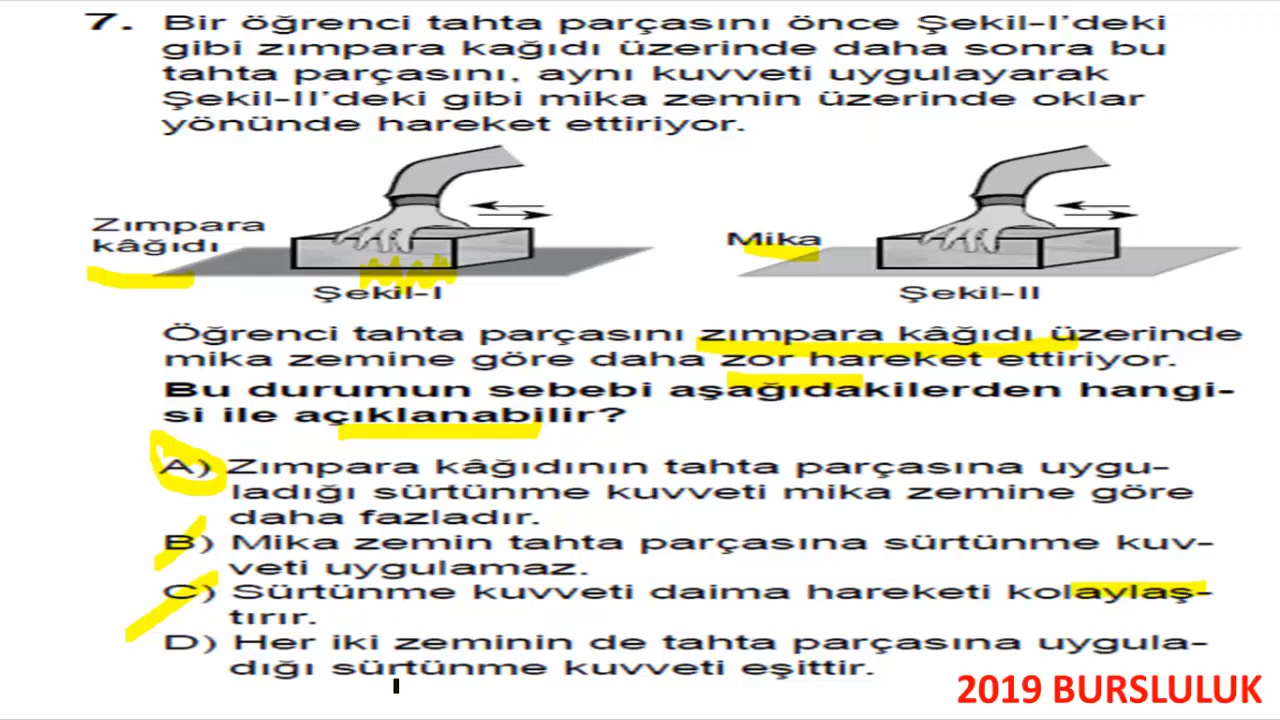 7. Bir öğrenci tahta parçasını önce Şekil-I'deki
gibi zımpara kağıdı üzerinde daha sonra bu
tahta parçasını, aynı kuvveti uygulayarak
Şekil-II'deki gibi mika zemin üzerinde oklar
yönünde hareket ettiriyor.
Zımpara
kâğıdı
Mika
Şekil-I
Şekil-II
Öğrenci tahta parçasını zımpara kâğıdı üzerinde
mika zemine göre daha zor hareket ettiriyor.
Bu durumun sebebi aşağıdakilerden hangi-
si ile açıklanabilir?
A) Zımpara kâğıdının tahta parçasına uygu-
ladığı sürtünme kuvveti mika zemine göre
daha fazladır.
B) Mika zemin tahta parçasına sürtünme kuv-
veti uygulamaz.
C) Sürtünme kuvveti daima hareketi kolaylaş-
tırır.
D) Her iki zeminin de tahta parçasına uygula-
dığı sürtünme kuvveti eşittir.
2019 BURSLULUK